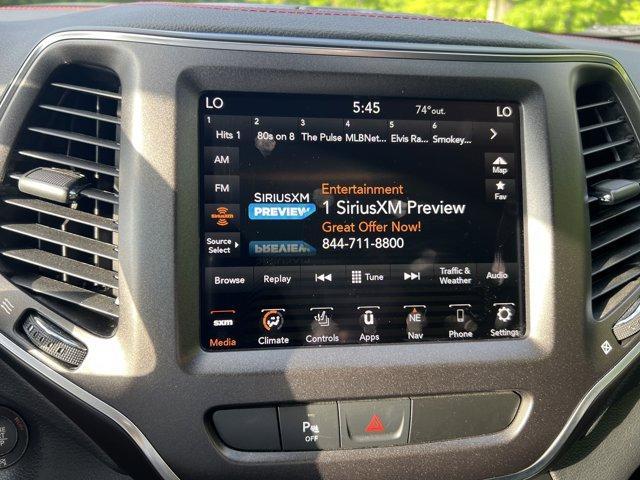 LO 5:45 74°out. LO
1 2 3 4 5 6
Hits 1 80s on 8 The Pulse MLBNet... Elvis Ra... Smokey...
AM
Map
FM
Fav
SIRIUSXM
PREVIEW
Entertainment
1 SiriusXM Preview
Great Offer Now!
844-711-8800
siriusxm
Source
Select
Browse Replay Tune Traffic & Weather Audio
sxm NE
Media Climate Controls Apps Nav Phone Settings
P OFF